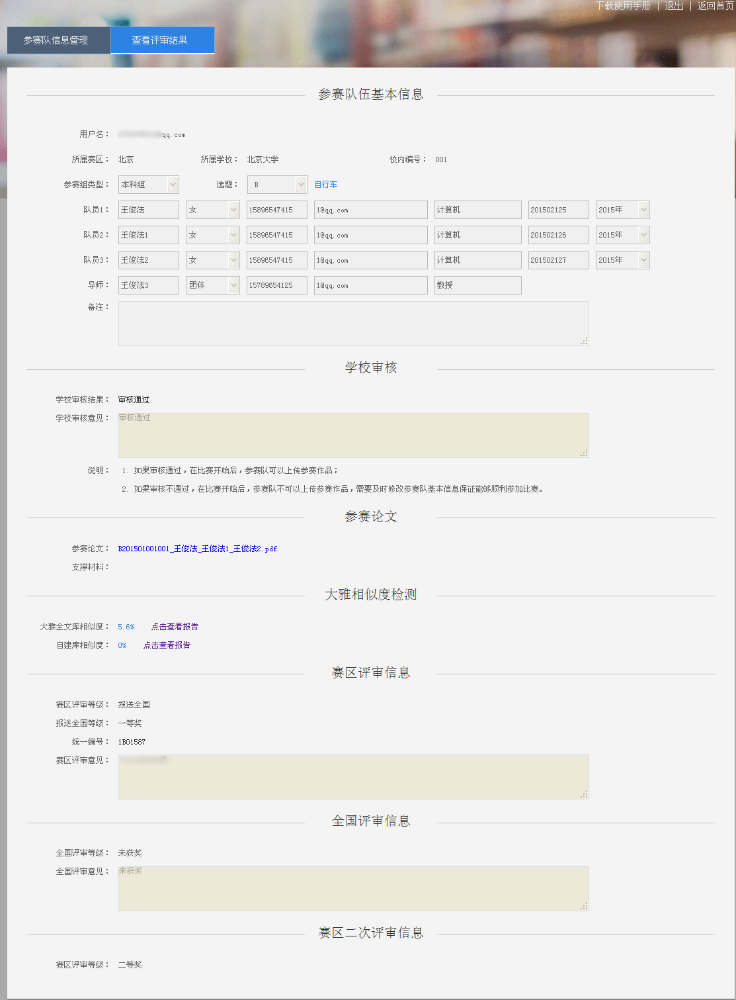 下载使用手册 | 退出 | 返回首页
参赛队信息管理 查看评审结果
参赛队伍基本信息
用户名： qq.com
所属赛区： 北京 所属学校： 北京大学 校内编号： 001
参赛组类型： 本科组 选题： B 自行车
队员1： 王俊法 女 15896547415 1@qq.com 计算机 201502125 2015年
队员2： 王俊法1 女 15896547415 1@qq.com 计算机 201502126 2015年
队员3： 王俊法2 女 15896547415 1@qq.com 计算机 201502127 2015年
导师： 王俊法3 团体 15789654125 1@qq.com 教授
备注：
学校审核
学校审核结果： 审核通过
学校审核意见： 审核通过
说明： 1. 如果审核通过，在比赛开始后，参赛队可以上传参赛作品；
2. 如果审核不通过，在比赛开始后，参赛队不可以上传参赛作品，需要及时修改参赛队基本信息保证能够顺利参加比赛。
参赛论文
参赛论文： B201501001001_王俊法_王俊法1_王俊法2.pdf
支撑材料：
大雅相似度检测
大雅全文库相似度： 5.6% 点击查看报告
自建库相似度： 0% 点击查看报告
赛区评审信息
赛区评审等级： 报送全国
报送全国等级： 一等奖
统一编号： 1B01587
赛区评审意见：
全国评审信息
全国评审等级： 未获奖
全国评审意见： 未获奖
赛区二次评审信息
赛区评审等级： 二等奖